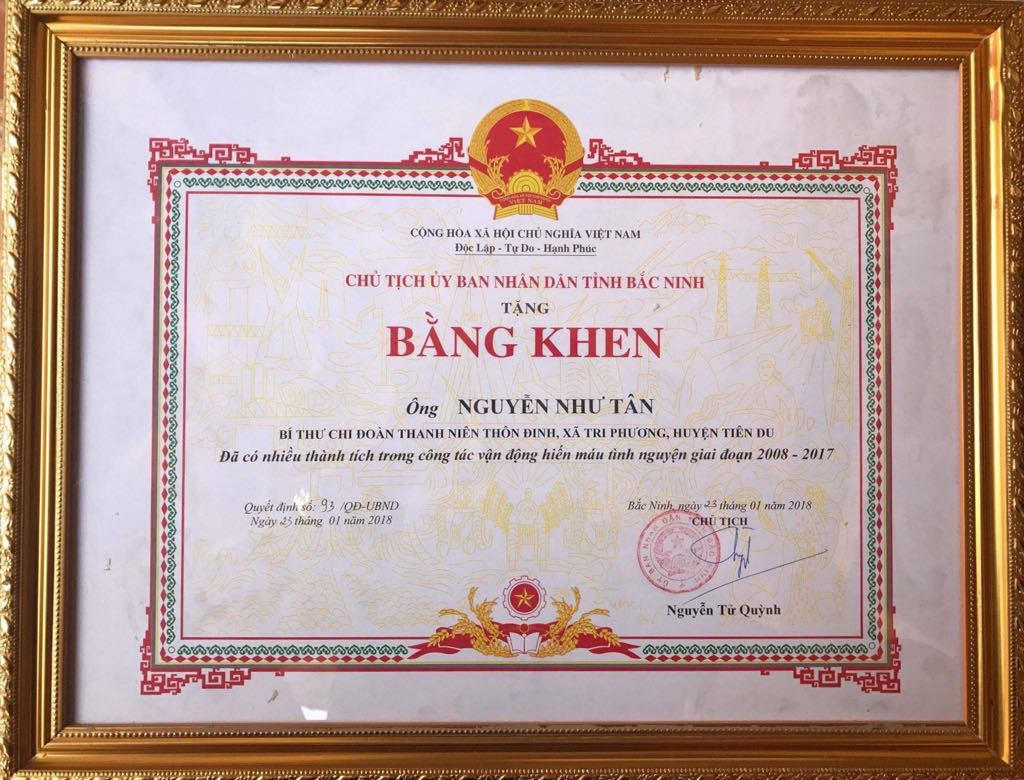 VIỆT NAM
CỘNG HÒA XÃ HỘI CHỦ NGHĨA VIỆT NAM
Độc Lập - Tự Do - Hạnh Phúc
CHỦ TỊCH ỦY BAN NHÂN DÂN TỈNH BẮC NINH
TẶNG
BẰNG KHEN
Ông NGUYỄN NHƯ TÂN
BÍ THƯ CHI ĐOÀN THANH NIÊN THÔN ĐINH, XÃ TRI PHƯƠNG, HUYỆN TIÊN DU
Đã có nhiều thành tích trong công tác vận động hiến máu tình nguyện giai đoạn 2008 - 2017
Quyết định số: 93 /QĐ-UBND
Ngày 23 tháng 01 năm 2018
Bắc Ninh, ngày 23 tháng 01 năm 2018
CHỦ TỊCH
Nguyễn Tử Quỳnh